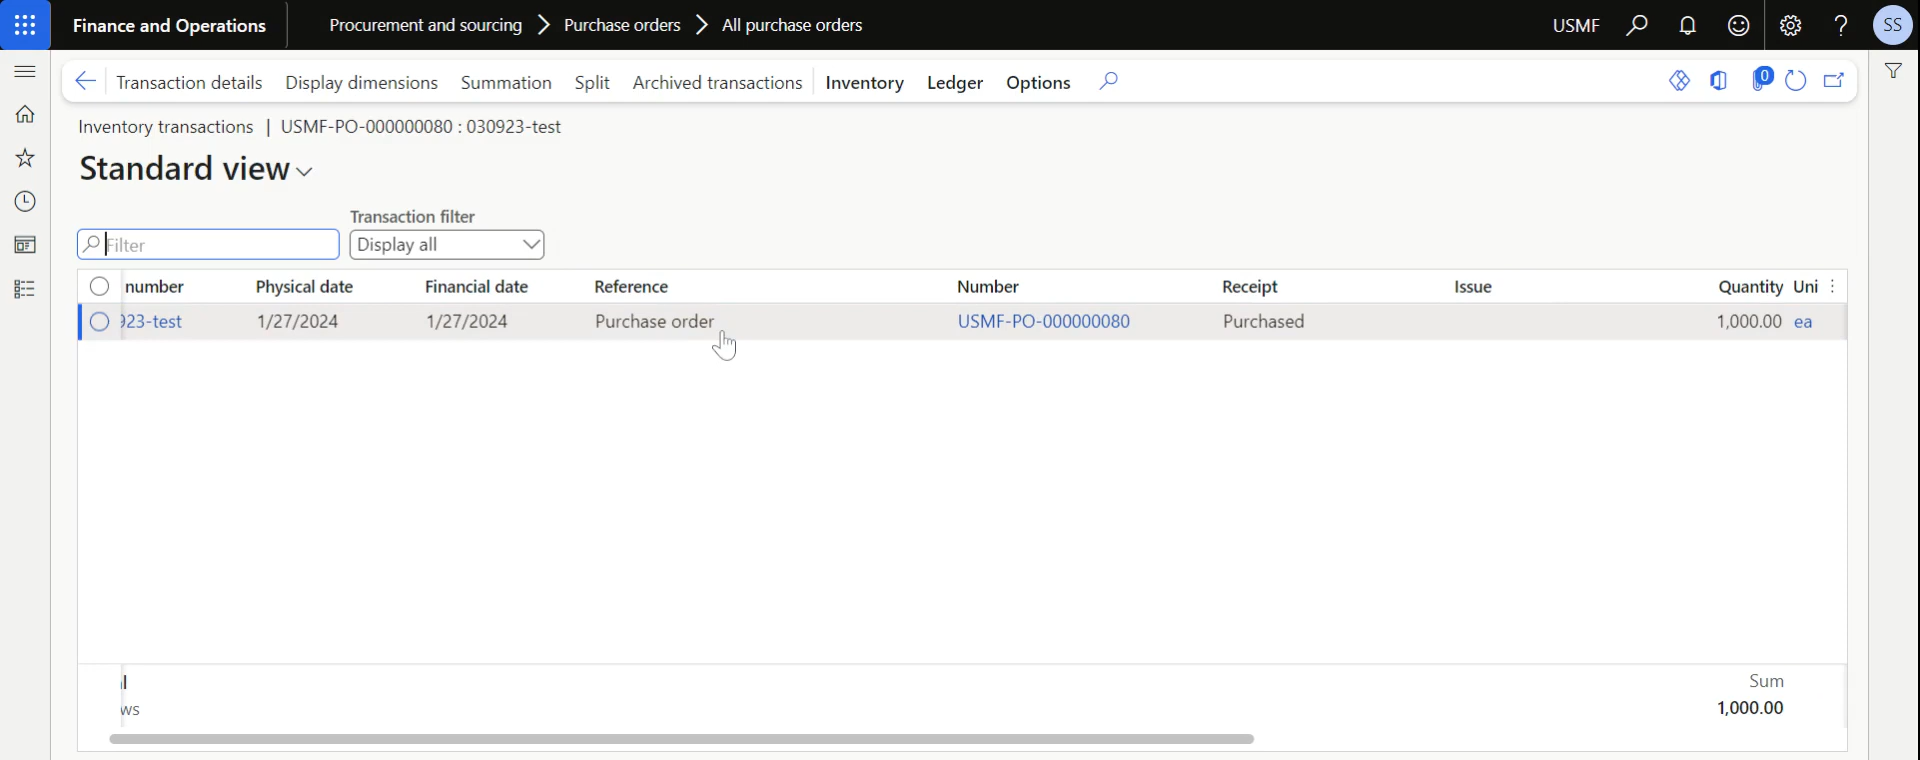 Finance and Operations Procurement and sourcing Purchase orders All purchase orders USMF ? SS
Transaction details Display dimensions Summation Split Archived transactions Inventory Ledger Options 0
Inventory transactions | USMF-PO-000000080 : 030923-test
Standard view
Transaction filter
Filter Display all
number Physical date Financial date Reference Number Receipt Issue Quantity Uni
923-test 1/27/2024 1/27/2024 Purchase order USMF-PO-000000080 Purchased 1,000.00 ea
l Sum
ws 1,000.00